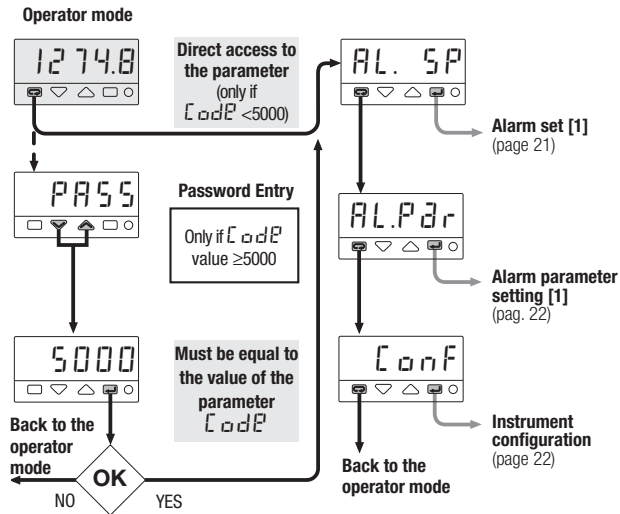 Operator mode
1274.8
Direct access to
the parameter
(only if
Code <5000)
AL. SP
Alarm set [1]
(page 21)
PASS
Password Entry
Only if Code
value ≥5000
AL.Par
Alarm parameter
setting [1]
(pag. 22)
5000
Must be equal to
the value of the
parameter
Code
ConF
Instrument
configuration
(page 22)
Back to the
operator
mode
OK
NO
YES
Back to the
operator mode